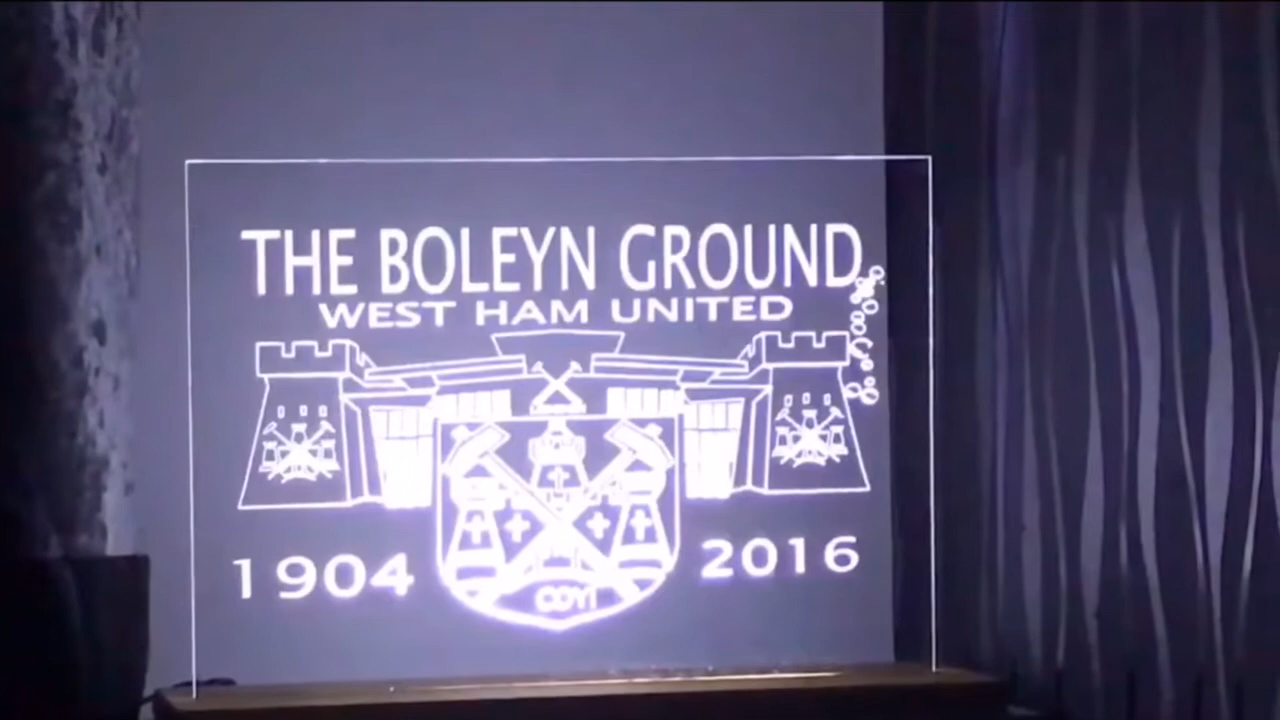 THE BOLEYN GROUND
WEST HAM UNITED
1904
2016
COYI